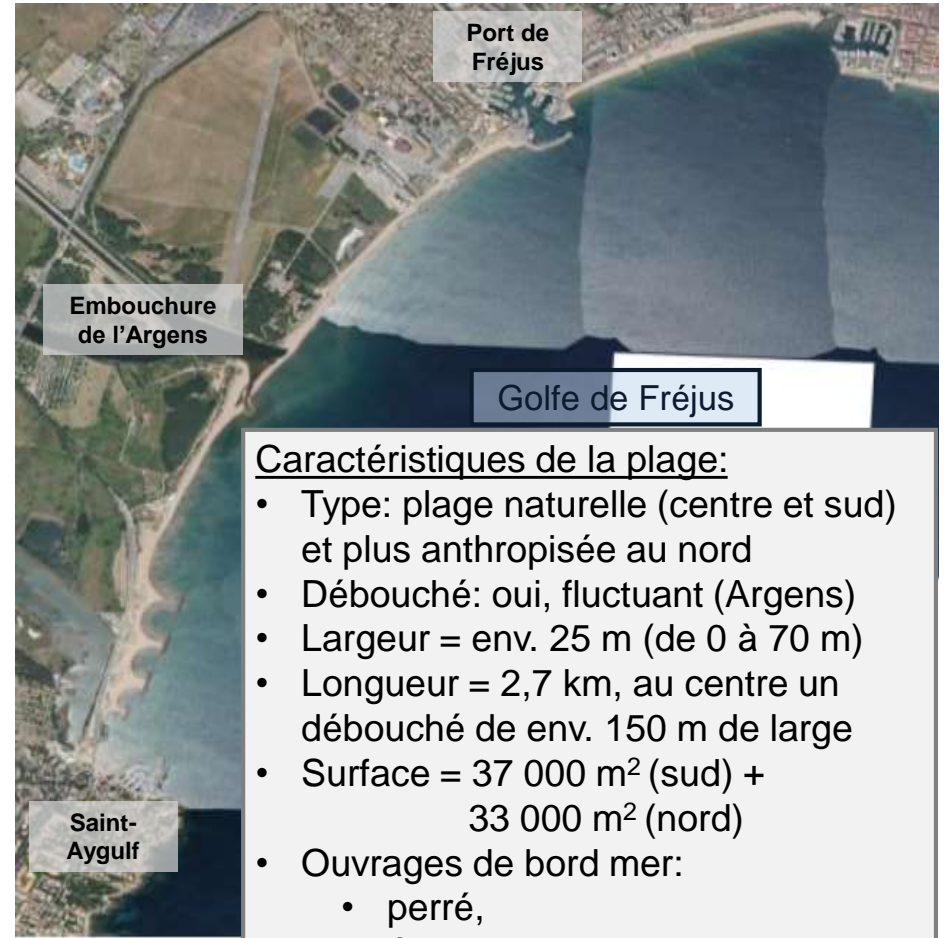 Port de
Fréjus
Embouchure
de l’Argens
Golfe de Fréjus
Caractéristiques de la plage:
• Type: plage naturelle (centre et sud)
et plus anthropisée au nord
• Débouché: oui, fluctuant (Argens)
• Largeur = env. 25 m (de 0 à 70 m)
• Longueur = 2,7 km, au centre un
débouché de env. 150 m de large
• Surface = 37 000 m² (sud) +
33 000 m² (nord)
Saint-
Aygulf
• Ouvrages de bord mer:
• perré,